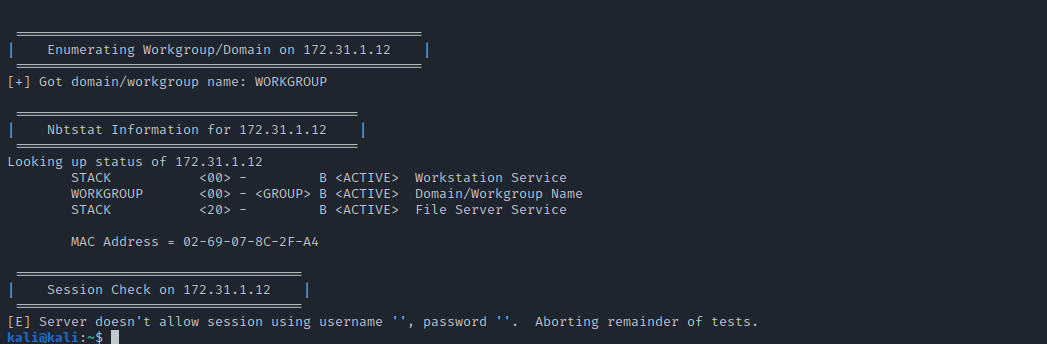 ==================================================
|    Enumerating Workgroup/Domain on 172.31.1.12    |
==================================================
[+] Got domain/workgroup name: WORKGROUP
==========================================
|    Nbtstat Information for 172.31.1.12    |
==========================================
Looking up status of 172.31.1.12
        STACK           <00> -         B <ACTIVE>  Workstation Service
        WORKGROUP       <00> - <GROUP> B <ACTIVE>  Domain/Workgroup Name
        STACK           <20> -         B <ACTIVE>  File Server Service
        MAC Address = 02-69-07-8C-2F-A4
===================================
|    Session Check on 172.31.1.12    |
===================================
[E] Server doesn't allow session using username '', password ''.  Aborting remainder of tests.
kali@kali:~$